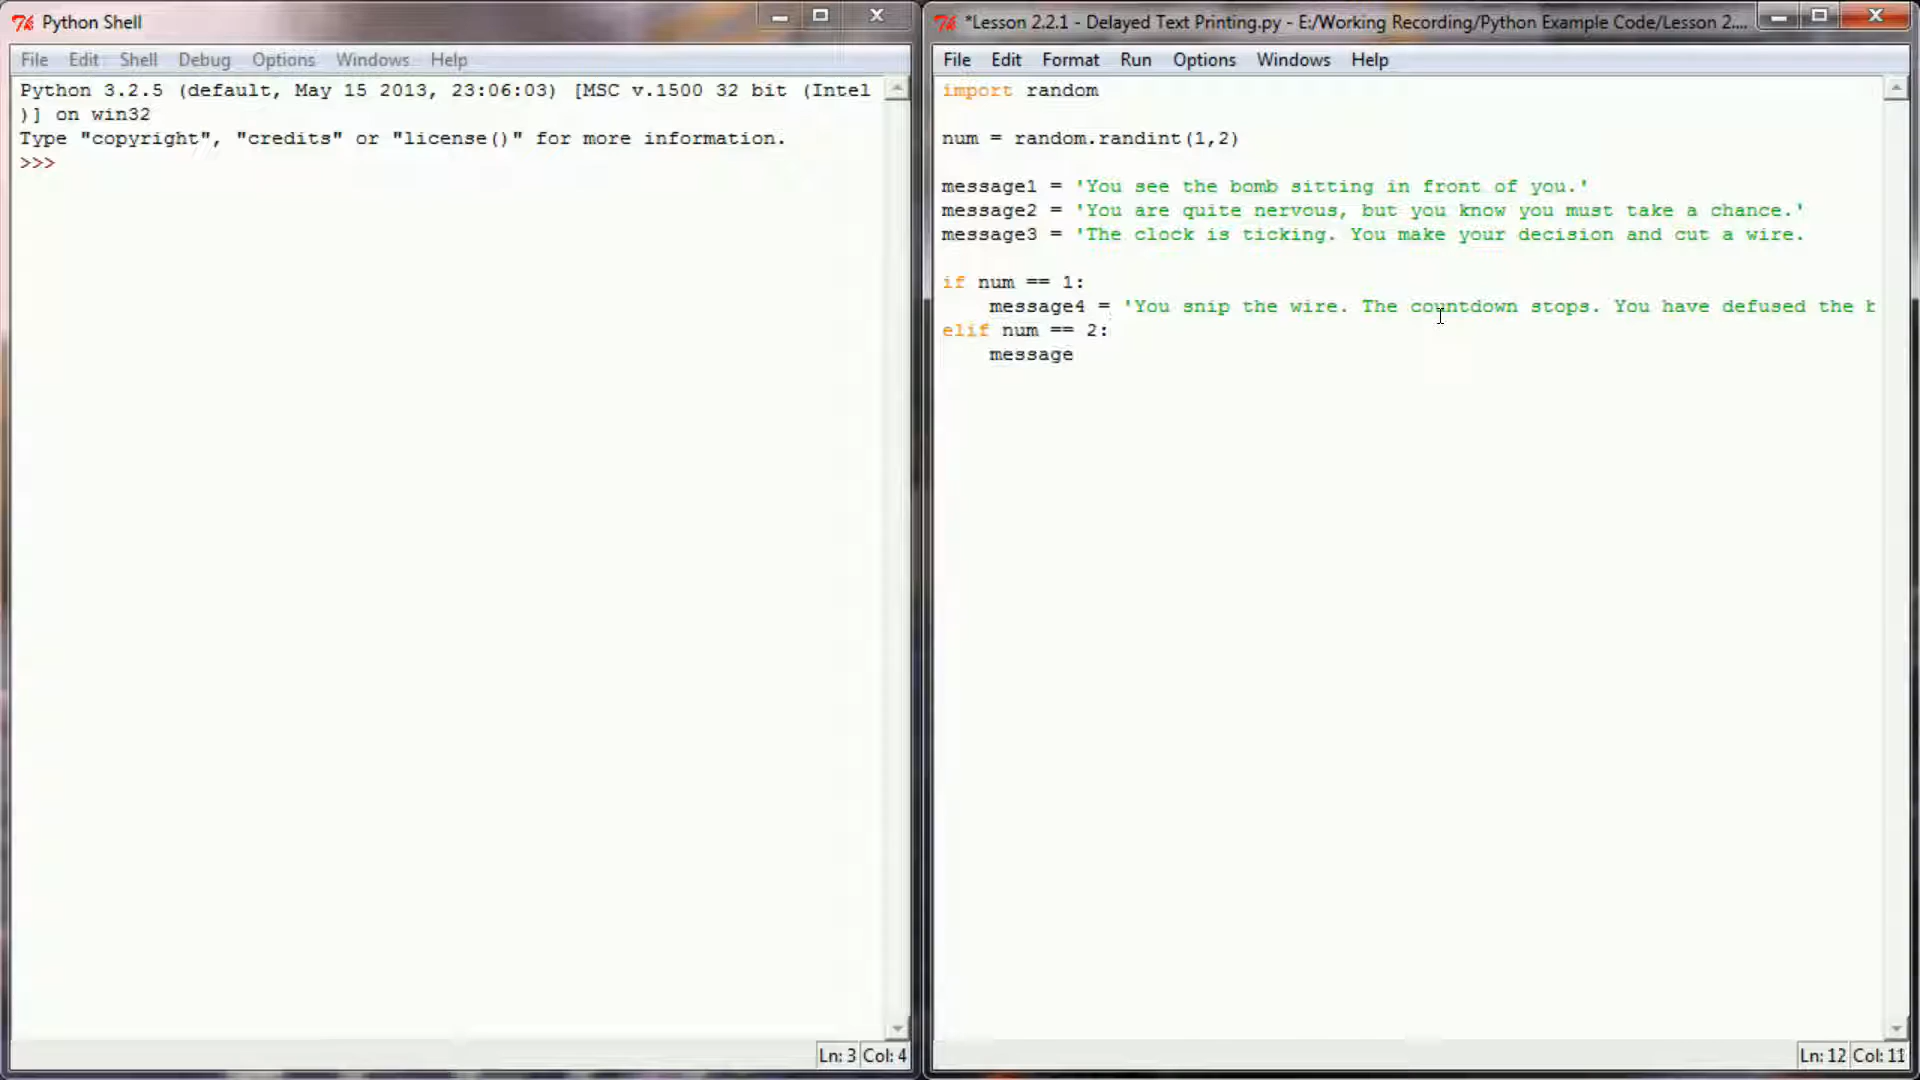 Python Shell
File Edit Shell Debug Options Windows Help
Python 3.2.5 (default, May 15 2013, 23:06:03) [MSC v.1500 32 bit (Intel
)] on win32
Type "copyright", "credits" or "license()" for more information.
>>>
Ln: 3 Col: 4
*Lesson 2.2.1 - Delayed Text Printing.py - E:/Working Recording/Python Example Code/Lesson 2....
File Edit Format Run Options Windows Help
import random
num = random.randint(1,2)
message1 = 'You see the bomb sitting in front of you.'
message2 = 'You are quite nervous, but you know you must take a chance.'
message3 = 'The clock is ticking. You make your decision and cut a wire.
if num == 1:
    message4 = 'You snip the wire. The countdown stops. You have defused the
elif num == 2:
    message
Ln: 12 Col: 11